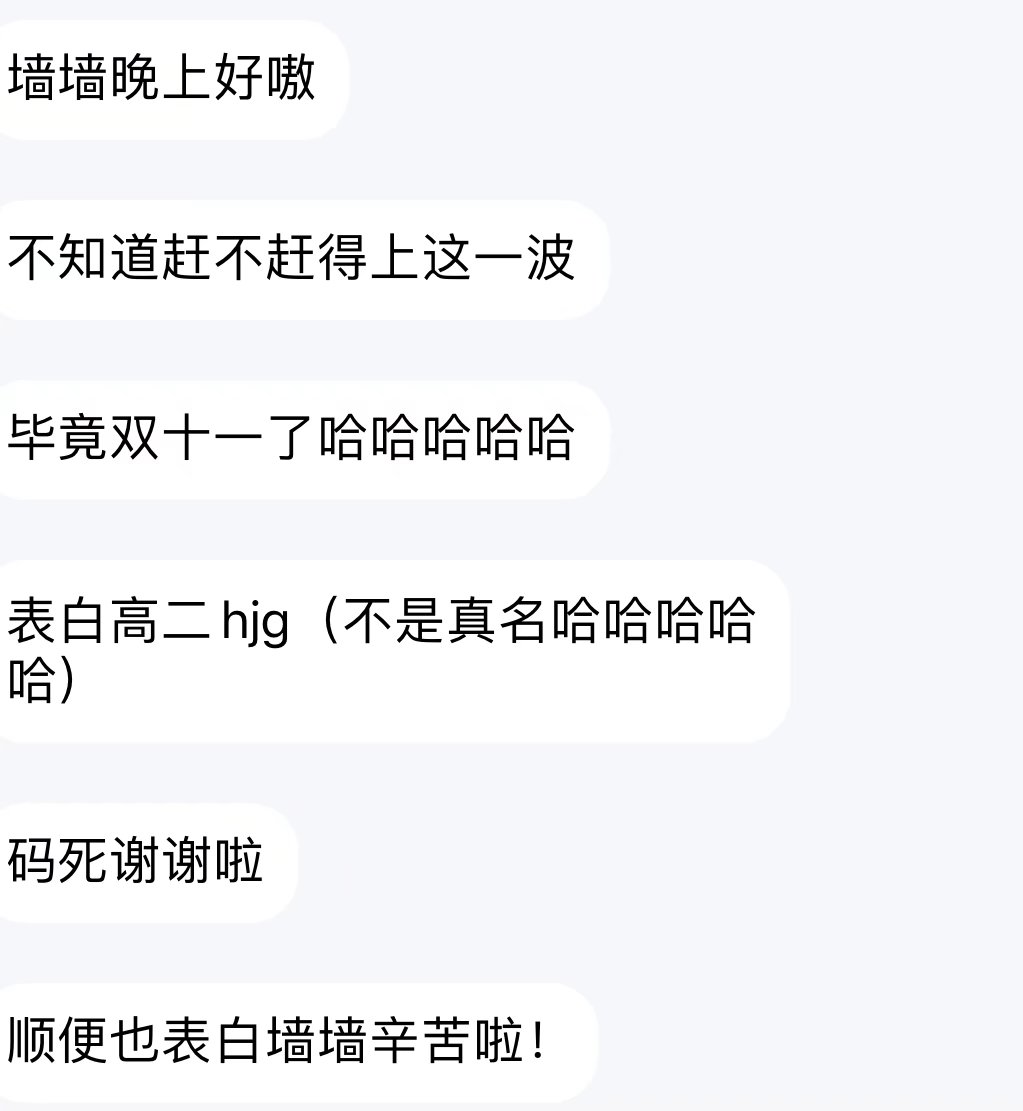 墙墙晚上好嗷
不知道赶不赶得上这一波
毕竟双十一了哈哈哈哈哈
表白高二 hjg（不是真名哈哈哈哈
哈）
码死谢谢啦
顺便也表白墙墙辛苦啦！